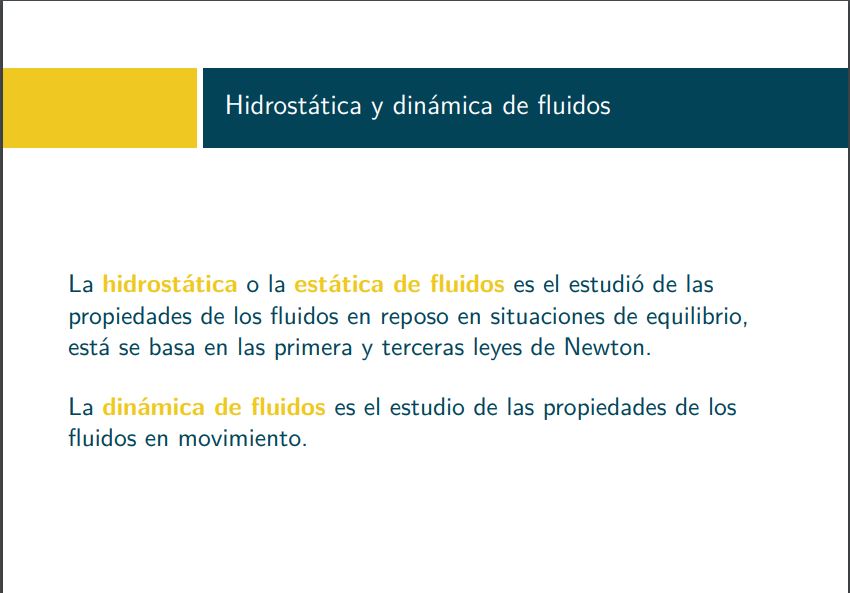 Hidrostática y dinámica de fluidos
La hidrostática o la estática de fluidos es el estudió de las
propiedades de los fluidos en reposo en situaciones de equilibrio,
está se basa en las primera y terceras leyes de Newton.
La dinámica de fluidos es el estudio de las propiedades de los
fluidos en movimiento.